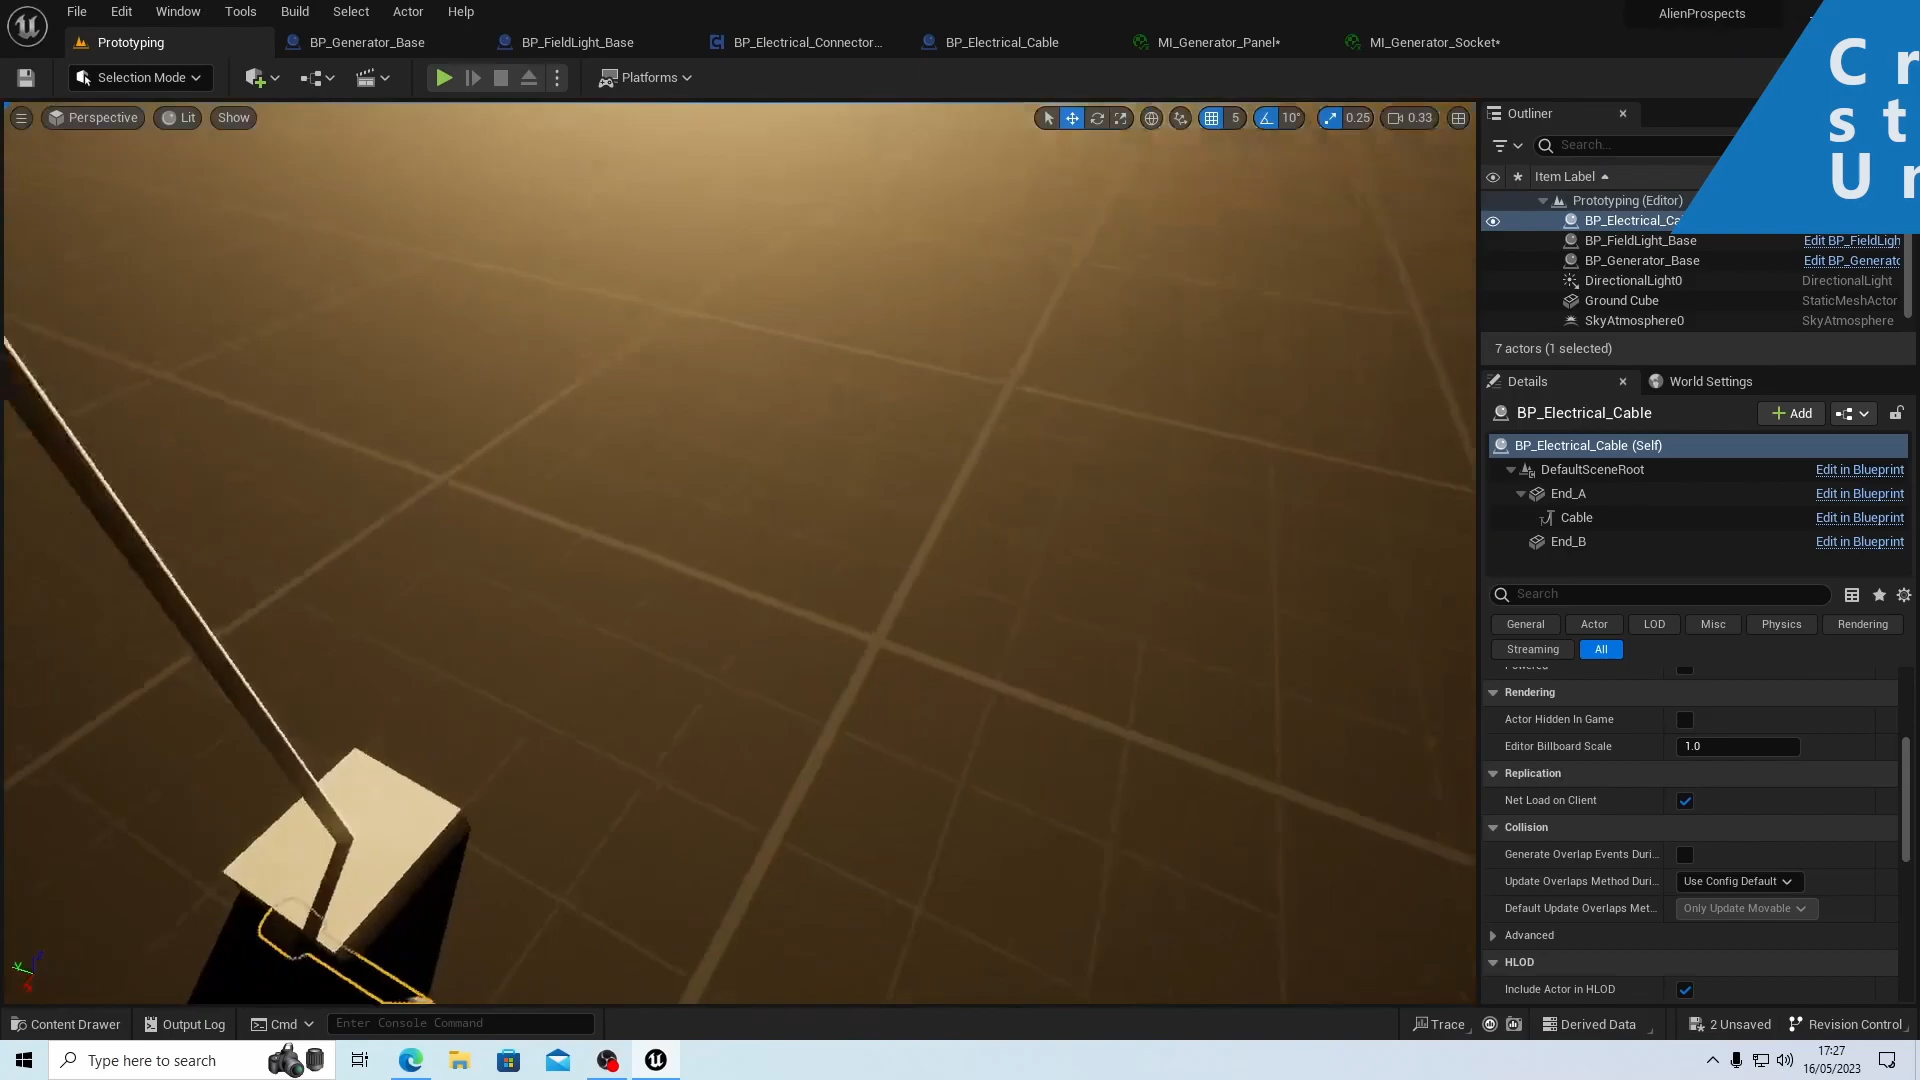 File Edit Window Tools Build Select Actor Help AlienProspects
Prototyping BP_Generator_Base BP_FieldLight_Base BP_Electrical_Connector... BP_Electrical_Cable MI_Generator_Panel* MI_Generator_Socket*
Selection Mode Platforms
Perspective Lit Show 5 10° 0.25 0.33
C r
s t
U r
Outliner
Search...
Item Label
Prototyping (Editor)
BP_Electrical_Ca
BP_FieldLight_Base Edit BP_FieldLigh
BP_Generator_Base Edit BP_Generato
DirectionalLight0 DirectionalLight
Ground Cube StaticMeshActor
SkyAtmosphere0 SkyAtmosphere
7 actors (1 selected)
Details World Settings
BP_Electrical_Cable Add
BP_Electrical_Cable (Self)
DefaultSceneRoot Edit in Blueprint
End_A Edit in Blueprint
Cable Edit in Blueprint
End_B Edit in Blueprint
Search
General Actor LOD Misc Physics Rendering
Streaming All
Powered
Rendering
Actor Hidden In Game
Editor Billboard Scale 1.0
Replication
Net Load on Client
Collision
Generate Overlap Events Duri...
Update Overlaps Method Duri... Use Config Default
Default Update Overlaps Met... Only Update Movable
Advanced
HLOD
Include Actor in HLOD
Content Drawer Output Log Cmd Enter Console Command Trace Derived Data 2 Unsaved Revision Control
Type here to search
17:27
16/05/2023